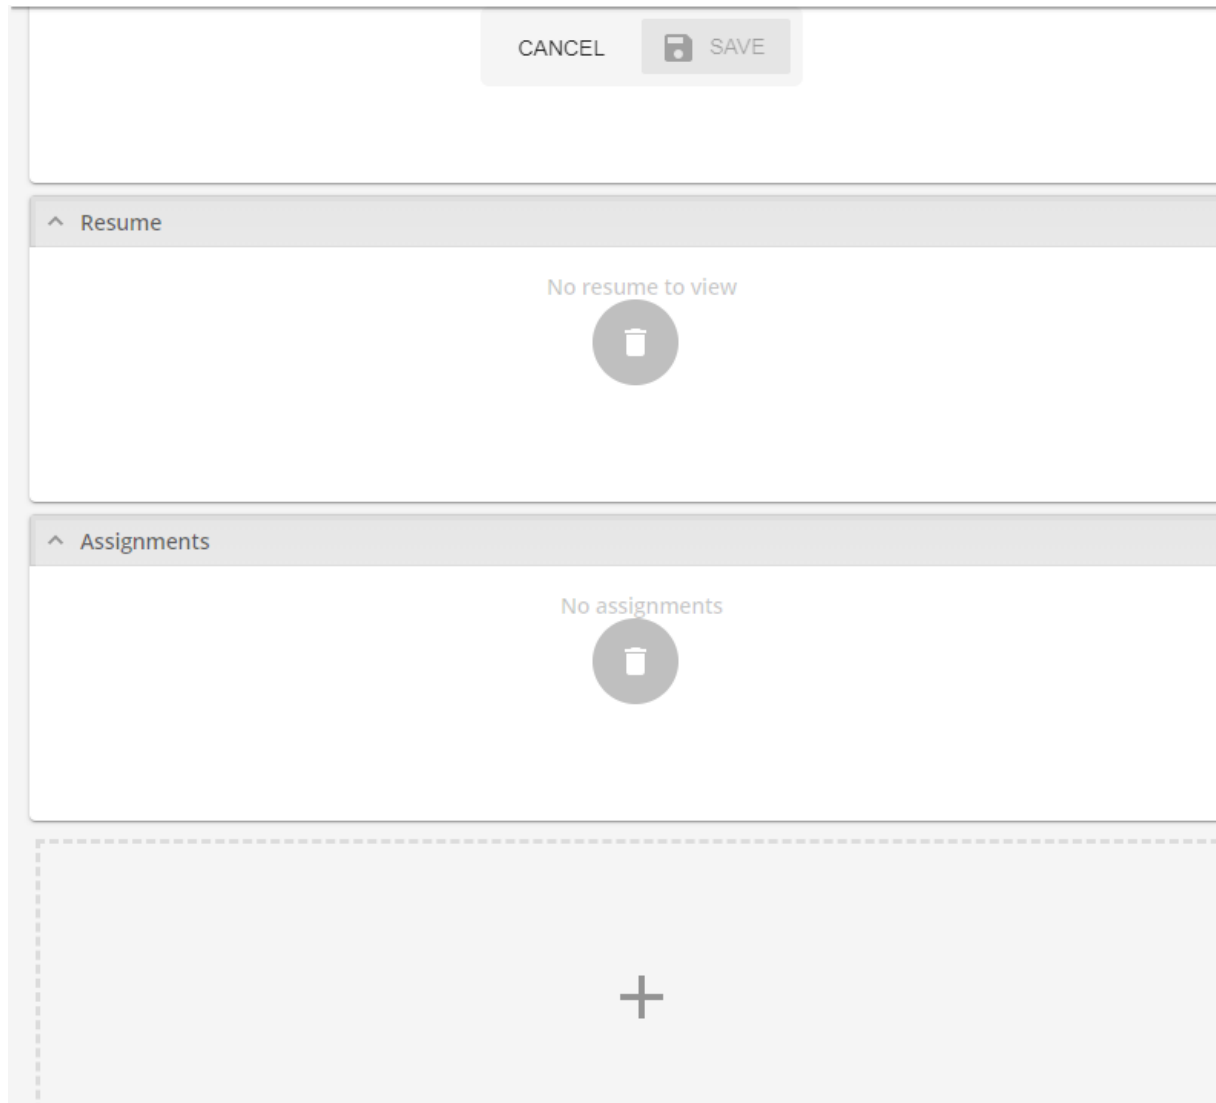 CANCEL SAVE
Resume
No resume to view
Assignments
No assignments